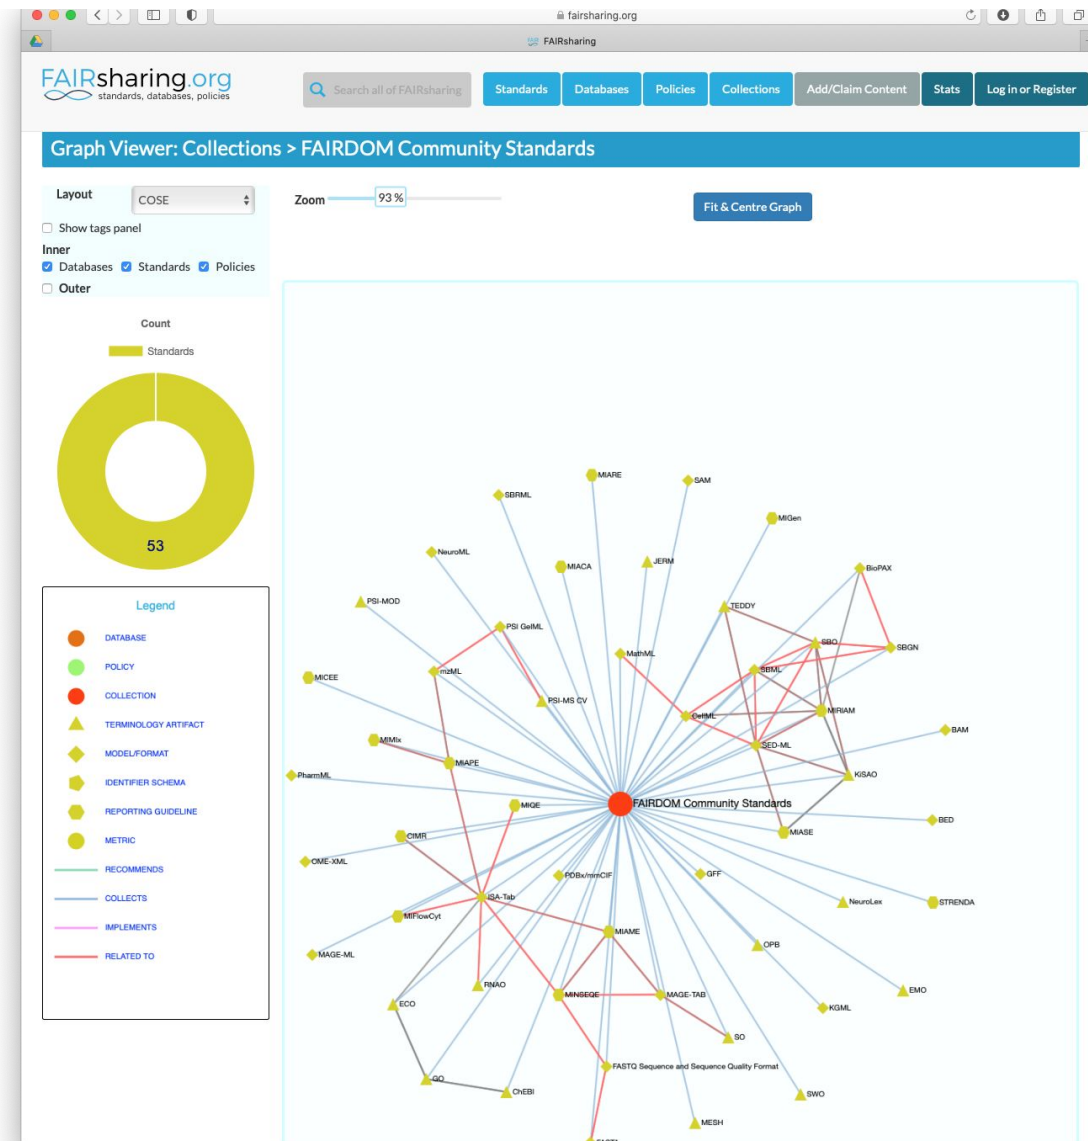 fairsharing.org
FAIRsharing
FAIRsharing.org
standards, databases, policies
Search all of FAIRsharing
Standards
Databases
Policies
Collections
Add/Claim Content
Stats
Log in or Register
Graph Viewer: Collections > FAIRDOM Community Standards
Layout
COSE
Zoom
93 %
Fit & Centre Graph
Show tags panel
Inner
Databases
Standards
Policies
Outer
Count
Standards
53
Legend
DATABASE
POLICY
COLLECTION
TERMINOLOGY ARTIFACT
MODEL/FORMAT
IDENTIFIER SCHEMA
REPORTING GUIDELINE
METRIC
RECOMMENDS
COLLECTS
IMPLEMENTS
RELATED TO
MIARE
SAM
SBRML
MIGen
NeuroML
MIACA
JERM
BioPAX
PSI-MOD
TEDDY
PSI GelML
SBO
SBGN
MathML
mzML
SBML
MICEE
PSI-MS CV
MIRIAM
CellML
BAM
MIMIx
SED-ML
MIAPE
PharmML
KiSAO
FAIRDOM Community Standards
MIQE
BED
CIMR
MIASE
OME-XML
PDBx/mmCIF
GFF
ISA-Tab
NeuroLex
STRENDA
MIFlowCyt
MIAME
OPB
MAGE-ML
RNAO
EMO
MINSEQE
MAGE-TAB
ECO
KGML
SO
FASTQ Sequence and Sequence Quality Format
GO
ChEBI
SWO
MESH